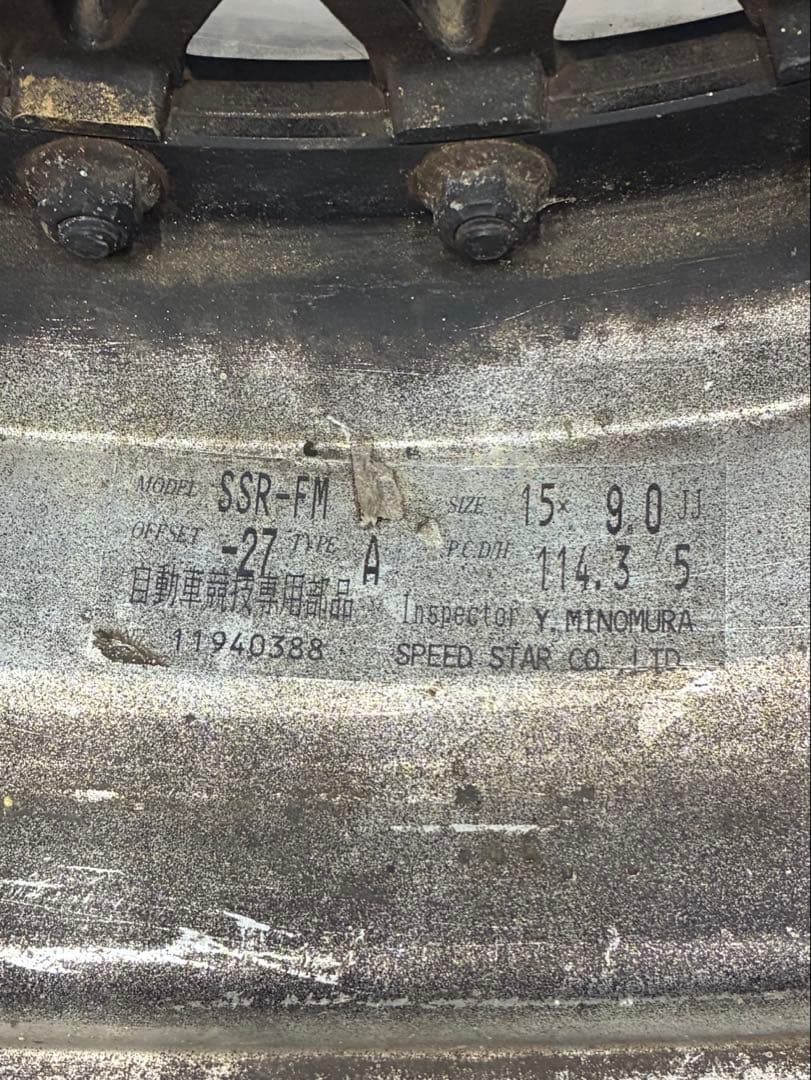 MODEL SSR-FM SIZE 15× 9.0 JJ
OFFSET -27 TYPE A P.C.D/H 114.3 / 5
自動車競技専用部品 Inspector Y.MINOMURA
11940388 SPEED STAR CO.,LTD